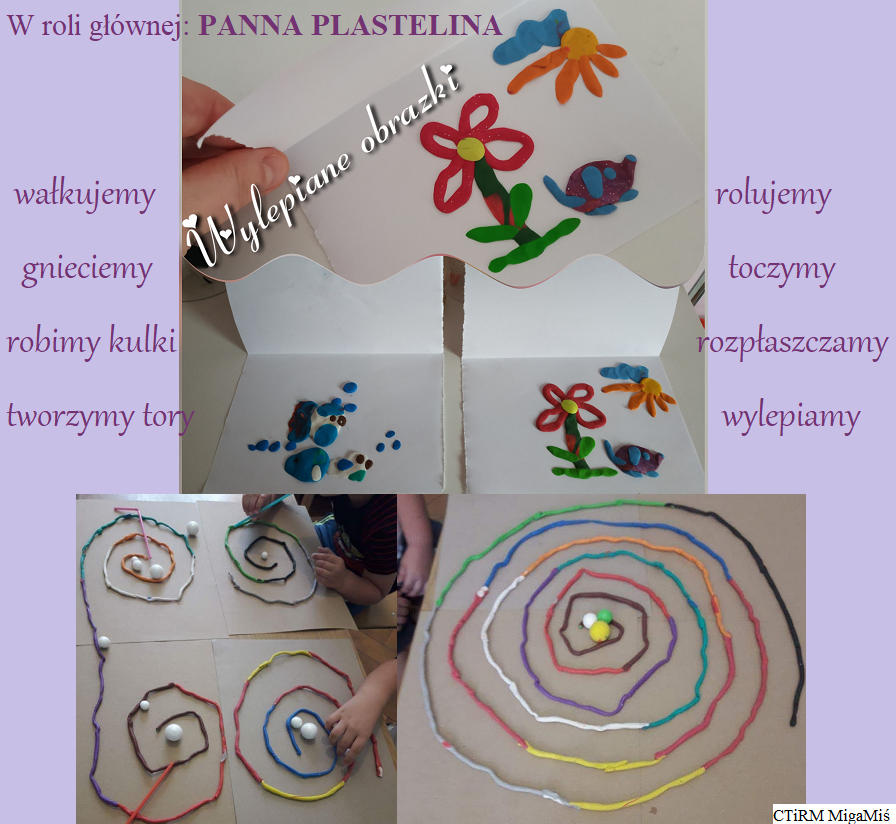 W roli głównej: PANNA PLASTELINA
Wylepiane obrazki
wałkujemy
gnieciemy
robimy kulki
tworzymy tory
rolujemy
toczymy
rozpłaszczamy
wylepiamy
CTiRM MigaMiś